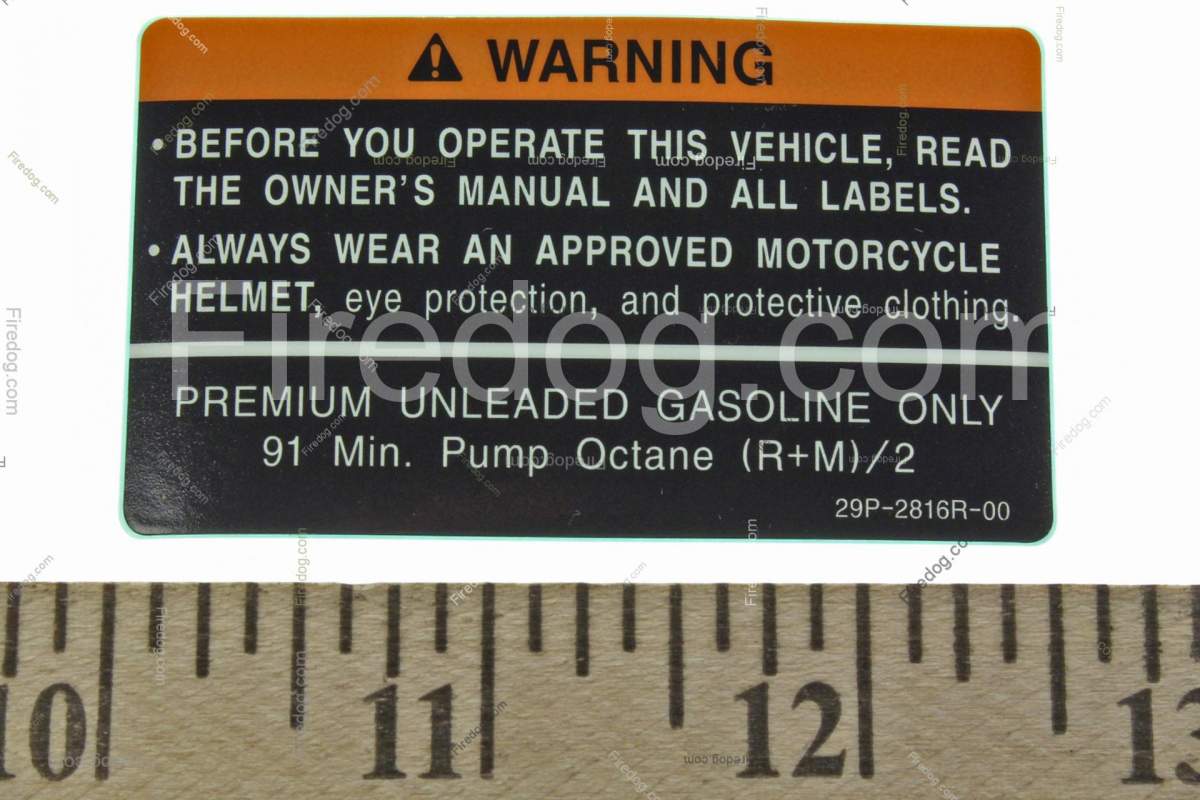 WARNING
• BEFORE YOU OPERATE THIS VEHICLE, READ
THE OWNER'S MANUAL AND ALL LABELS.
• ALWAYS WEAR AN APPROVED MOTORCYCLE
HELMET, eye protection, and protective clothing.
Firedog.com
PREMIUM UNLEADED GASOLINE ONLY
91 Min. Pump Octane (R+M)/2
29P-2816R-00
10 11 12 13